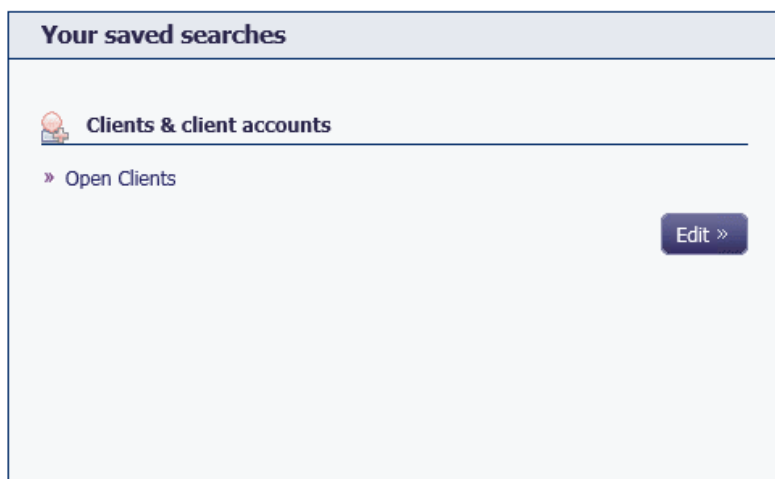 Your saved searches
Clients & client accounts
» Open Clients
Edit »